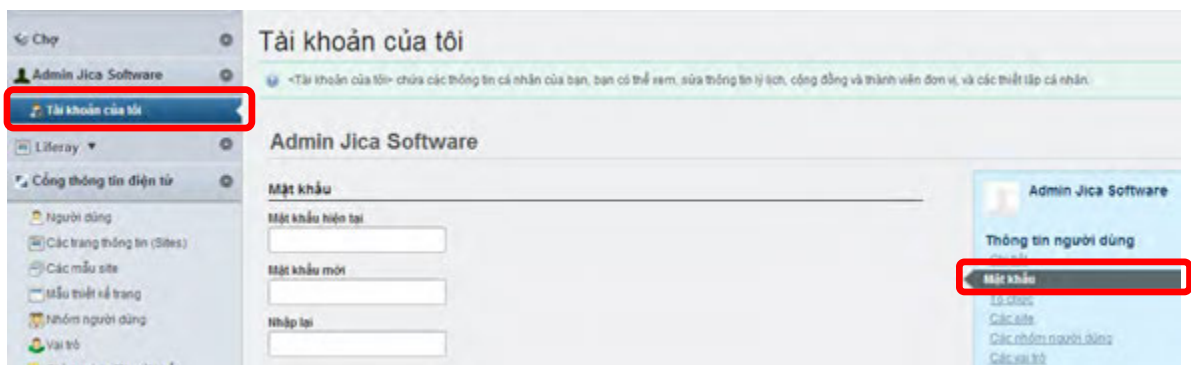 Chợ
Admin Jica Software
Tài khoản của tôi
Liferay ▼
Cổng thông tin điện tử
Người dùng
Các trang thông tin (Sites)
Các mẫu site
Mẫu thiết kế trang
Nhóm người dùng
Vai trò
Tài khoản của tôi
<Tài khoản của tôi> chứa các thông tin cá nhân của bạn, bạn có thể xem, sửa thông tin lý lịch, cộng đồng và thành viên đơn vị, và các thiết lập cá nhân.
Admin Jica Software
Mật khẩu
Mật khẩu hiện tại
Mật khẩu mới
Nhập lại
Admin Jica Software
Thông tin người dùng
Mật khẩu
Tổ chức
Các site
Các nhóm người dùng
Các vai trò